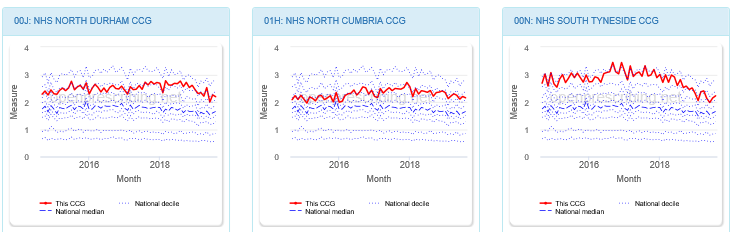 00J: NHS NORTH DURHAM CCG
4
3
2
1
0
Measure
2016
2018
Month
This CCG
National decile
National median
01H: NHS NORTH CUMBRIA CCG
4
3
2
1
0
Measure
2016
2018
Month
This CCG
National decile
National median
00N: NHS SOUTH TYNESIDE CCG
4
3
2
1
0
Measure
2016
2018
Month
This CCG
National decile
National median